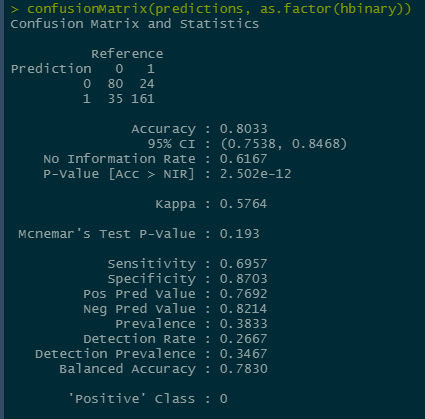 > confusionMatrix(predictions, as.factor(hbinary))
Confusion Matrix and Statistics
Reference
Prediction 0 1
0 80 24
1 35 161
Accuracy : 0.8033
95% CI : (0.7538, 0.8468)
No Information Rate : 0.6167
P-Value [Acc > NIR] : 2.502e-12
Kappa : 0.5764
Mcnemar's Test P-Value : 0.193
Sensitivity : 0.6957
Specificity : 0.8703
Pos Pred Value : 0.7692
Neg Pred Value : 0.8214
Prevalence : 0.3833
Detection Rate : 0.2667
Detection Prevalence : 0.3467
Balanced Accuracy : 0.7830
'Positive' Class : 0